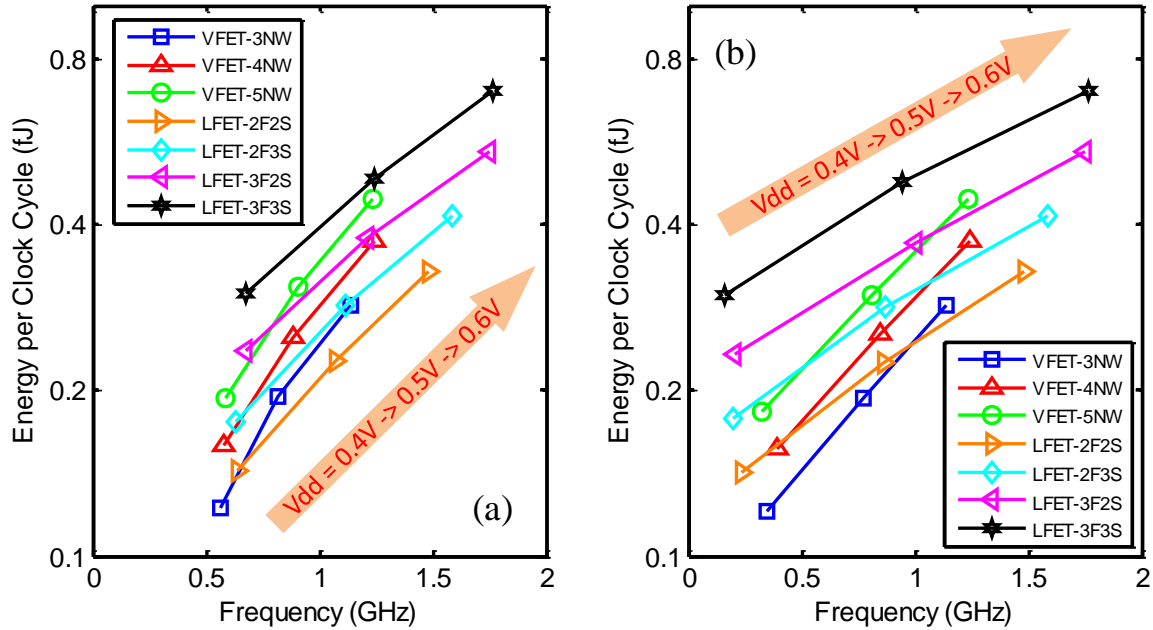 Energy per Clock Cycle (fJ)
0.8
0.4
0.2
0.1
VFET-3NW
VFET-4NW
VFET-5NW
LFET-2F2S
LFET-2F3S
LFET-3F2S
LFET-3F3S
Vdd = 0.4V -> 0.5V -> 0.6V
(a)
0 0.5 1 1.5 2
Frequency (GHz)
Energy per Clock Cycle (fJ)
0.8
0.4
0.2
0.1
(b)
Vdd = 0.4V -> 0.5V -> 0.6V
VFET-3NW
VFET-4NW
VFET-5NW
LFET-2F2S
LFET-2F3S
LFET-3F2S
LFET-3F3S
0 0.5 1 1.5 2
Frequency (GHz)